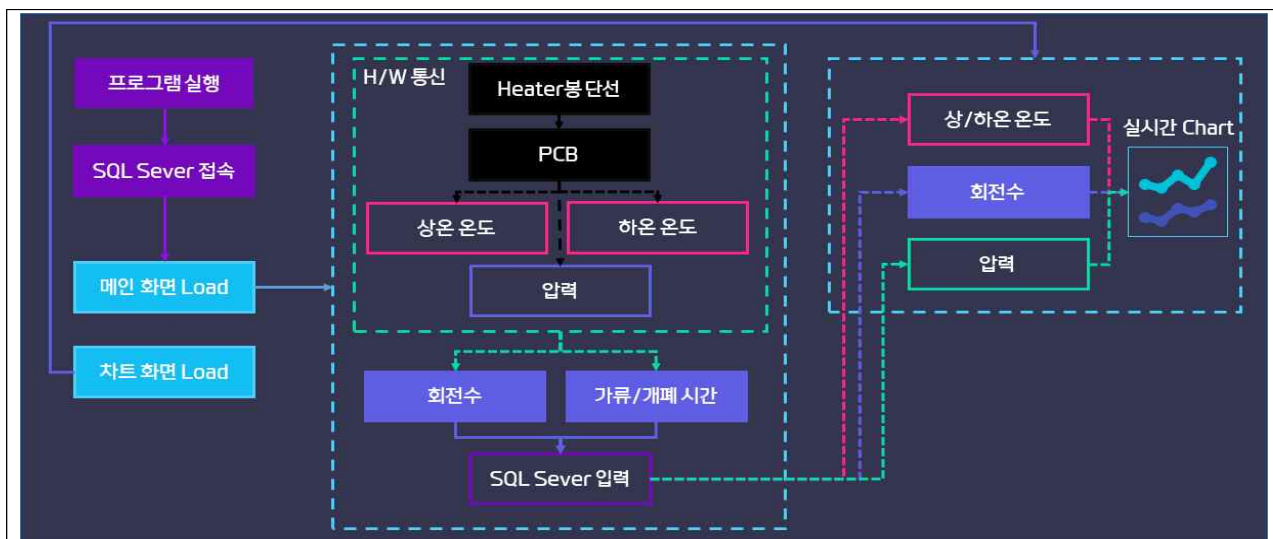 프로그램 실행
SQL Sever 접속
메인 화면 Load
차트 화면 Load
H/W 통신
Heater봉 단선
PCB
상온 온도
하온 온도
압력
회전수
가류/개폐 시간
SQL Sever 입력
상/하온 온도
회전수
압력
실시간 Chart